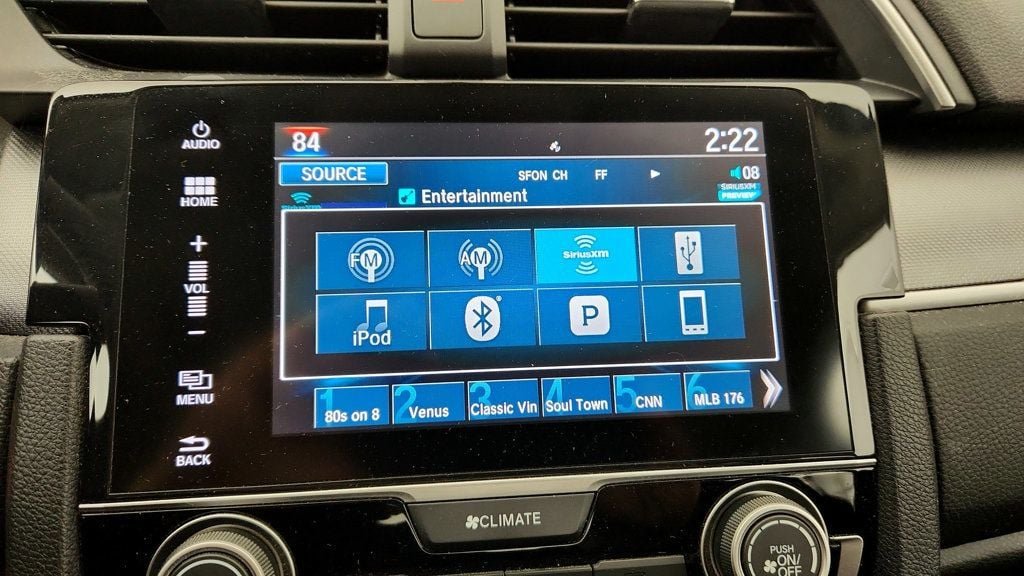 AUDIO
HOME
+
VOL
−
MENU
BACK
84
2:22
SOURCE
SFON CH FF
08
SIRIUSXM
PREVIEW
Entertainment
FM
AM
SiriusXM
iPod
P
1 80s on 8
2 Venus
3 Classic Vin
4 Soul Town
5 CNN
6 MLB 176
CLIMATE
PUSH
ON/
OFF